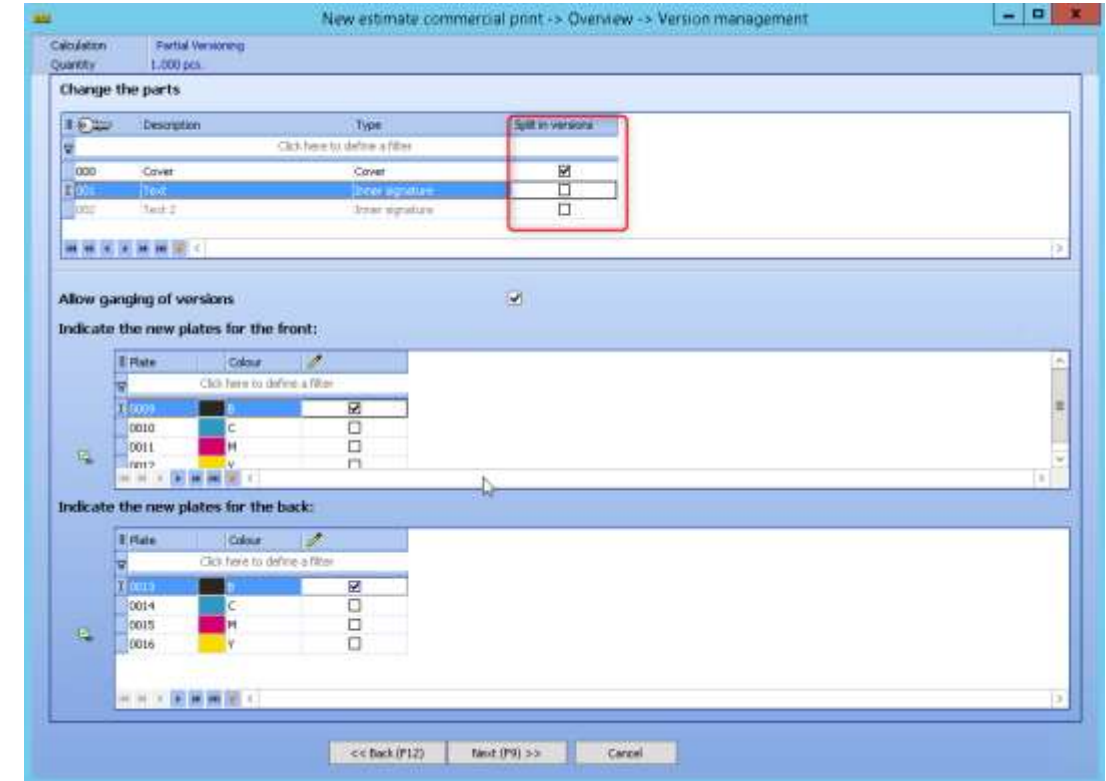 New estimate commercial print -> Overview -> Version management
Calculation Partial Versioning
Quantity 1.000 pcs.
Change the parts
Description Type Split in versions
Click here to define a filter
000 Cover Cover
001 Text Inner signature
002 Text 2 Inner signature
Allow ganging of versions
Indicate the new plates for the front:
Plate Colour
Click here to define a filter
0009 B
0010 C
0011 M
0012 Y
Indicate the new plates for the back:
Plate Colour
Click here to define a filter
0013 B
0014 C
0015 M
0016 Y
<< Back (F12) Next (F9) >> Cancel